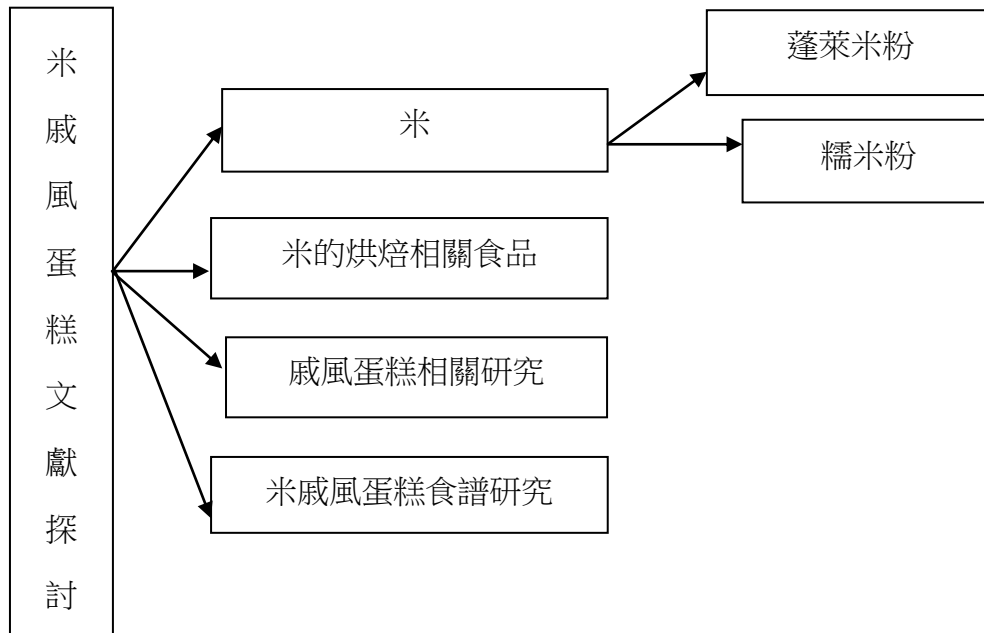 米戚風蛋糕文獻探討
米
蓬萊米粉
糯米粉
米的烘焙相關食品
戚風蛋糕相關研究
米戚風蛋糕食譜研究